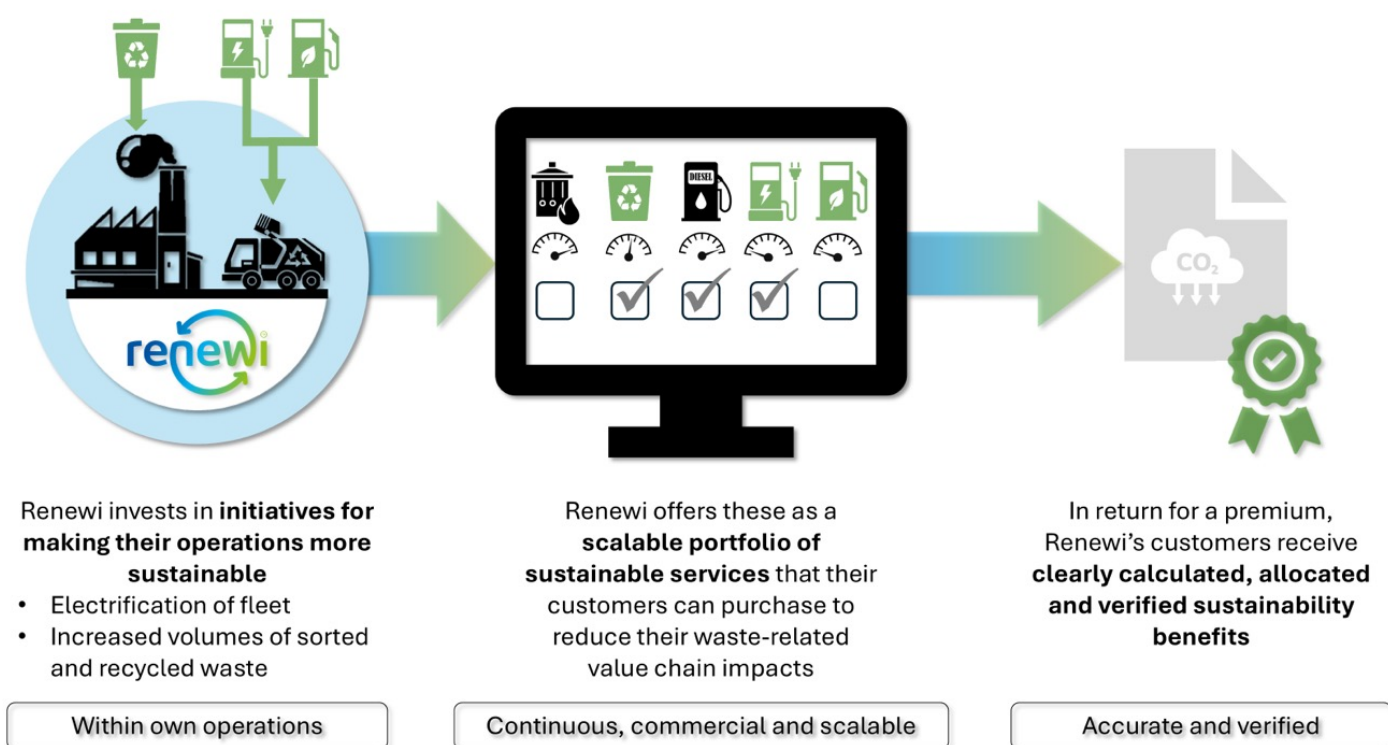 DIESEL
CO₂
renewi
Renewi invests in initiatives for
making their operations more
sustainable
• Electrification of fleet
• Increased volumes of sorted
and recycled waste
Within own operations
Renewi offers these as a
scalable portfolio of
sustainable services that their
customers can purchase to
reduce their waste-related
value chain impacts
Continuous, commercial and scalable
In return for a premium,
Renewi’s customers receive
clearly calculated, allocated
and verified sustainability
benefits
Accurate and verified